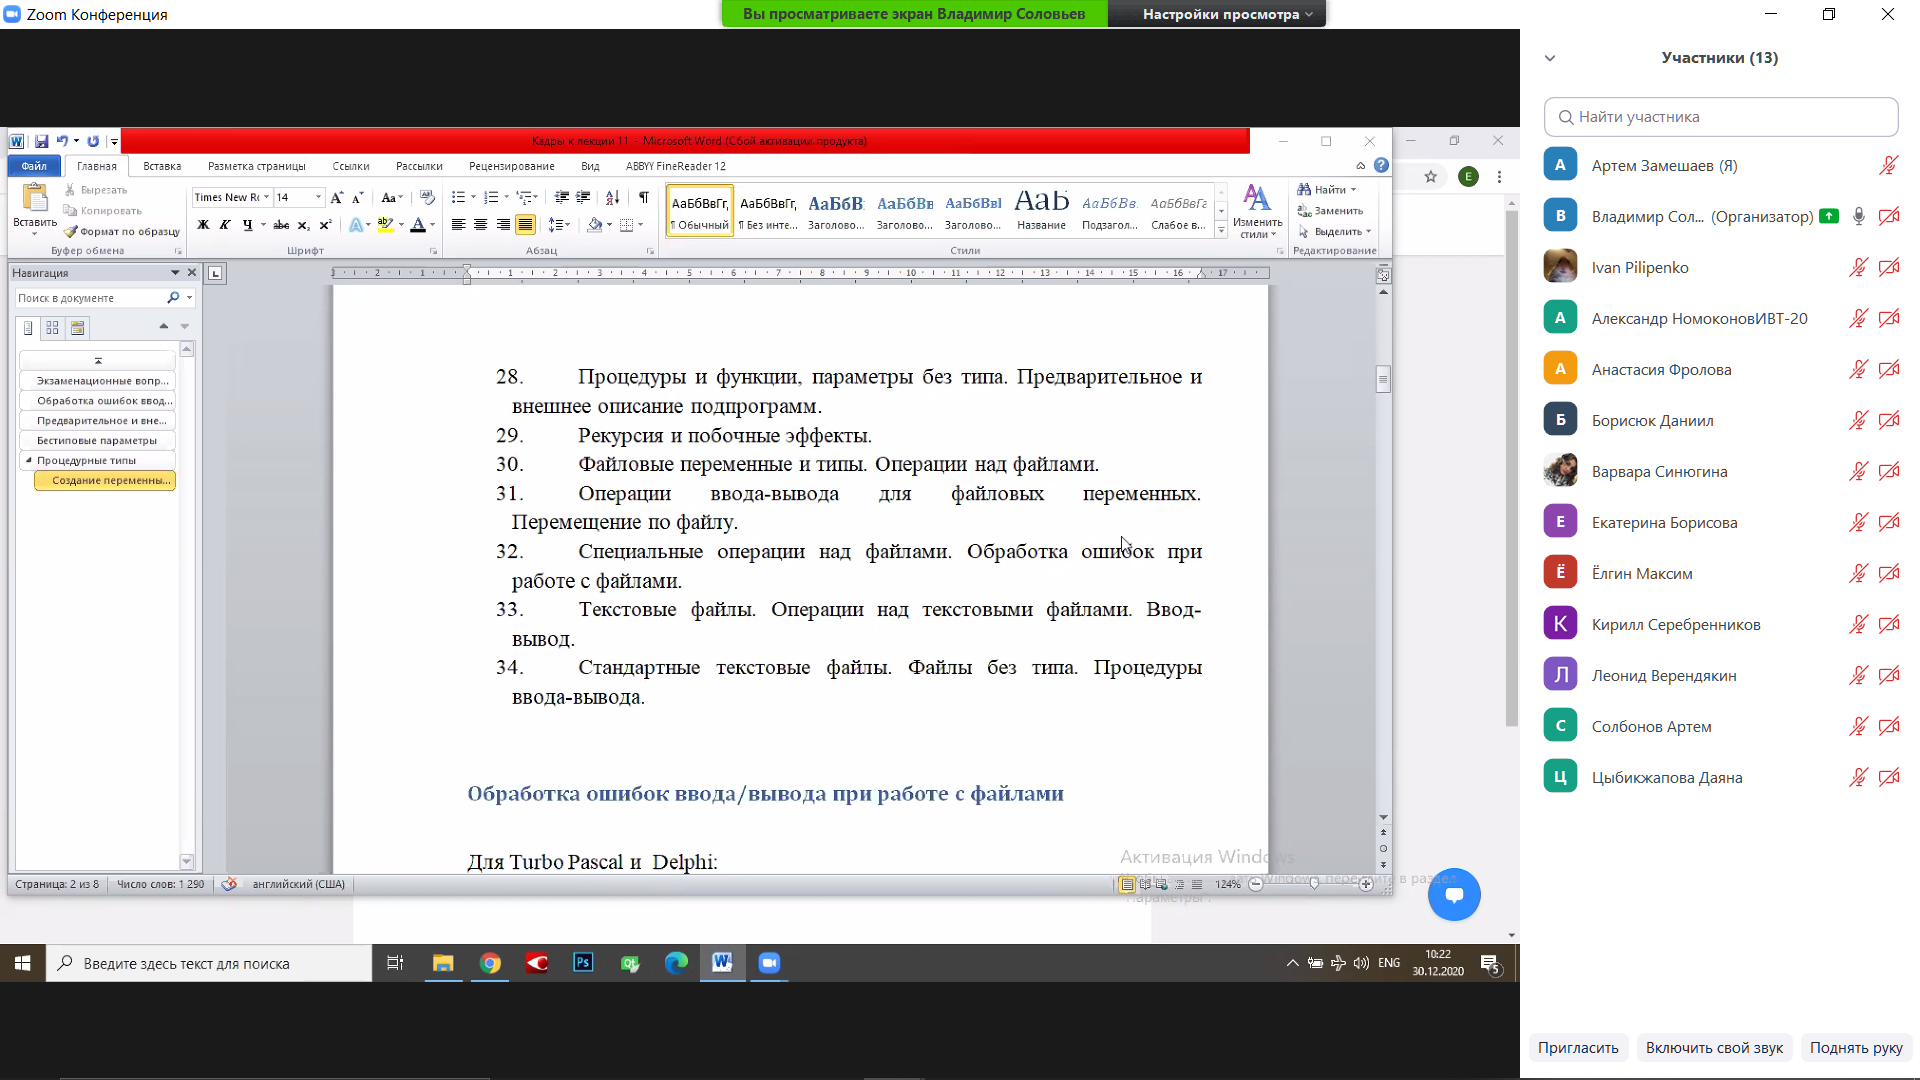 Zoom Конференция
Вы просматриваете экран Владимир Соловьев
Настройки просмотра
Кадры к лекции 11 - Microsoft Word (Сбой активации продукта)
Файл Главная Вставка Разметка страницы Ссылки Рассылки Рецензирование Вид ABBYY FineReader 12
Вставить
Вырезать
Копировать
Формат по образцу
Буфер обмена
Times New Ro 14
Шрифт
Абзац
АаБбВвГг, АаБбВвГг, АаБбВ АаБбВв АаБбВвI АаБ АаБбВв. АаБбВвГг
¶ Обычный ¶ Без инте... Заголово... Заголово... Заголово... Название Подзагол... Слабое в...
Стили
Изменить стили
Найти
Заменить
Выделить
Редактирование
Навигация
Поиск в документе
Экзаменационные вопр...
Обработка ошибок ввод...
Предварительное и вне...
Бестиповые параметры
Процедурные типы
Создание переменны...
28. Процедуры и функции, параметры без типа. Предварительное и
внешнее описание подпрограмм.
29. Рекурсия и побочные эффекты.
30. Файловые переменные и типы. Операции над файлами.
31. Операции ввода-вывода для файловых переменных.
Перемещение по файлу.
32. Специальные операции над файлами. Обработка ошибок при
работе с файлами.
33. Текстовые файлы. Операции над текстовыми файлами. Ввод-
вывод.
34. Стандартные текстовые файлы. Файлы без типа. Процедуры
ввода-вывода.
Обработка ошибок ввода/вывода при работе с файлами
Для Turbo Pascal и Delphi:
Активация Windows
Страница: 2 из 8 Число слов: 1 290 английский (США)
124%
Введите здесь текст для поиска
ENG
10:22
30.12.2020
5
Участники (13)
Найти участника
А Артем Замешаев (Я)
В Владимир Сол... (Организатор)
Ivan Pilipenko
А Александр НомоконовИВТ-20
А Анастасия Фролова
Б Борисюк Даниил
Варвара Синюгина
Е Екатерина Борисова
Ё Ёлгин Максим
К Кирилл Серебренников
Л Леонид Верендякин
С Солбонов Артем
Ц Цыбикжапова Даяна
Пригласить Включить свой звук Поднять руку